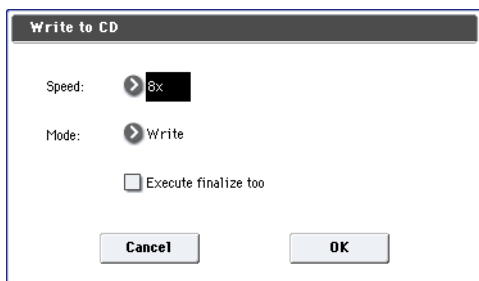 Write to CD
Speed: 8x
Mode: Write
Execute finalize too
Cancel OK